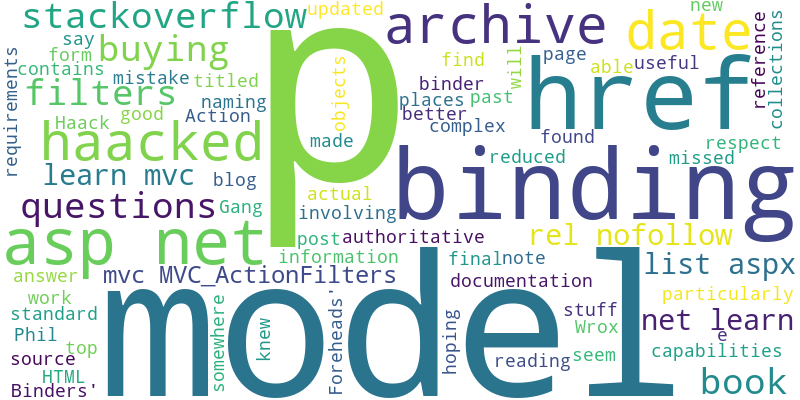 stackoverflow
updated
archive
date
new
say
buying
p
find
page
reference
collections
form
contains
mistake
titled
objects
will
able
useful
requirements
filters
naming
binder
href
Haack
good
Action
places
past
better
complex
haacked
made
found
respect
learn mvc
blog
actual
binding
reduced
missed
questions
Gang
involving
asp net
post
authoritative
rel nofollow
information
answer
mvc MVC_ActionFilters
final
note
list aspx
work
model
documentation
particularly
standard
somewhere
knew
Foreheads'
hoping
stuff
net learn
Phil
top
Wrox
e
source
reading
seem
capabilities
HTML
Binders'
book